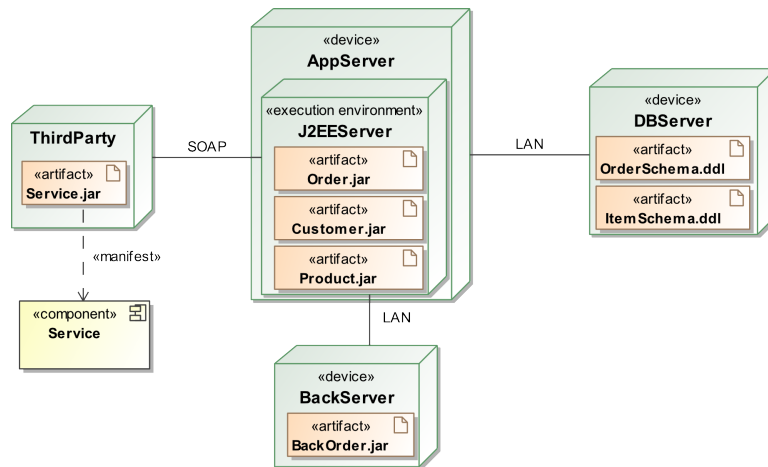 «device»
AppServer
«execution environment»
J2EEServer
«artifact»
Order.jar
«artifact»
Customer.jar
«artifact»
Product.jar
ThirdParty
«artifact»
Service.jar
SOAP
LAN
«device»
DBServer
«artifact»
OrderSchema.ddl
«artifact»
ItemSchema.ddl
«manifest»
«component»
Service
LAN
«device»
BackServer
«artifact»
BackOrder.jar